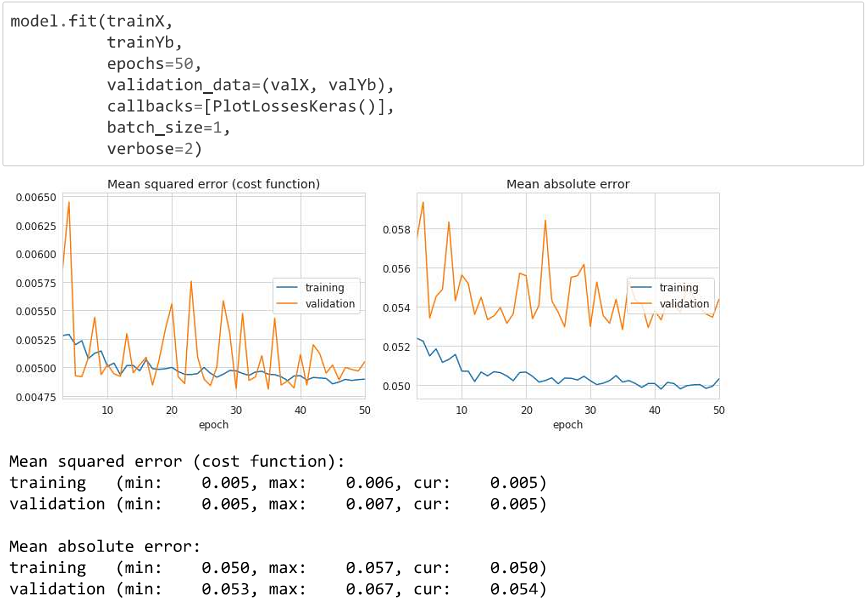 model.fit(trainX,
          trainYb,
          epochs=50,
          validation_data=(valX, valYb),
          callbacks=[PlotLossesKeras()],
          batch_size=1,
          verbose=2)
Mean squared error (cost function)
0.00650
0.00625
0.00600
0.00575
0.00550
0.00525
0.00500
0.00475
training
validation
10 20 30 40 50
epoch
Mean absolute error
0.058
0.056
0.054
0.052
0.050
training
validation
10 20 30 40 50
epoch
Mean squared error (cost function):
training   (min:    0.005, max:    0.006, cur:    0.005)
validation (min:    0.005, max:    0.007, cur:    0.005)
Mean absolute error:
training   (min:    0.050, max:    0.057, cur:    0.050)
validation (min:    0.053, max:    0.067, cur:    0.054)